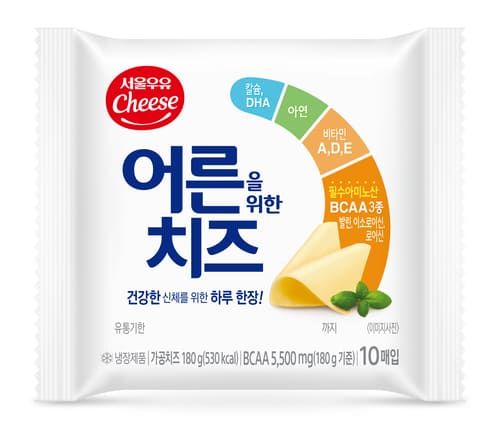 서울우유
Cheese
칼슘,
DHA
아연
비타민
A,D,E
필수아미노산
BCAA 3종
발린, 이소로이신,
로이신
어른을 위한
치즈
건강한 신체를 위한 하루 한장!
유통기한 까지 (이미지사진)
냉장제품 | 가공치즈 180 g(530 kcal) | BCAA 5,500 mg(180 g 기준) | 10매입